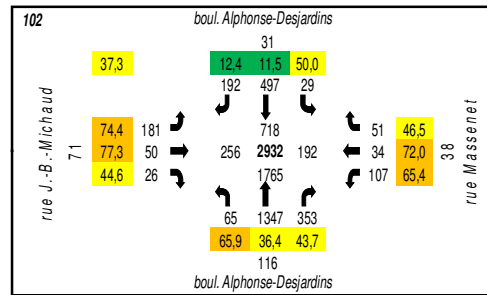 102 boul. Alphonse-Desjardins
31
37,3 12,4 11,5 50,0
192 497 29
rue J.-B.-Michaud
71
74,4 181 718 51 46,5
77,3 50 256 2932 192 34 72,0
44,6 26 1765 107 65,4
38
rue Massenet
65 1347 353
65,9 36,4 43,7
116
boul. Alphonse-Desjardins